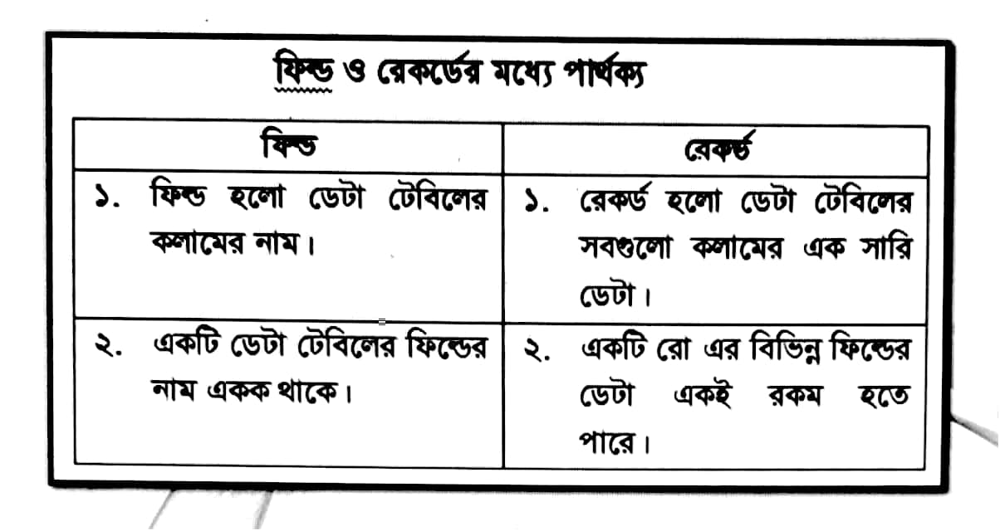 ফিল্ড ও রেকর্ডের মধ্যে পার্থক্য
ফিল্ড
রেকর্ড
১. ফিল্ড হলো ডেটা টেবিলের
কলামের নাম।
১. রেকর্ড হলো ডেটা টেবিলের
সবগুলো কলামের এক সারি
ডেটা।
২. একটি ডেটা টেবিলের ফিল্ডের
নাম একক থাকে।
২. একটি রো এর বিভিন্ন ফিল্ডের
ডেটা একই রকম হতে
পারে।